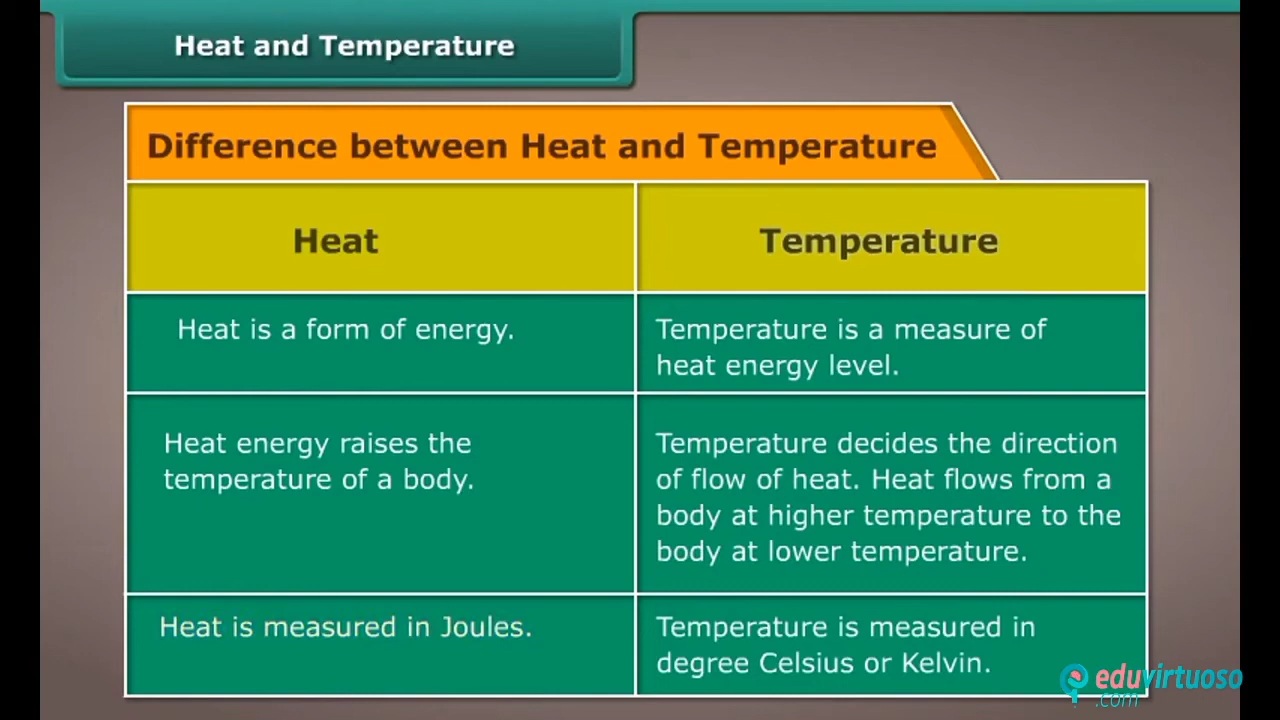 Heat and Temperature
Difference between Heat and Temperature
Heat
Temperature
Heat is a form of energy.
Temperature is a measure of
heat energy level.
Heat energy raises the
temperature of a body.
Temperature decides the direction
of flow of heat. Heat flows from a
body at higher temperature to the
body at lower temperature.
Heat is measured in Joules.
Temperature is measured in
degree Celsius or Kelvin.
eduvirtuoso
.com